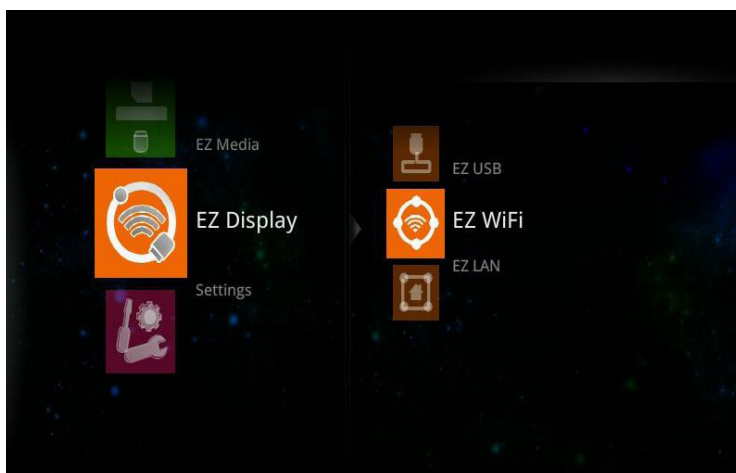 EZ Media
EZ Display
Settings
EZ USB
EZ WiFi
EZ LAN